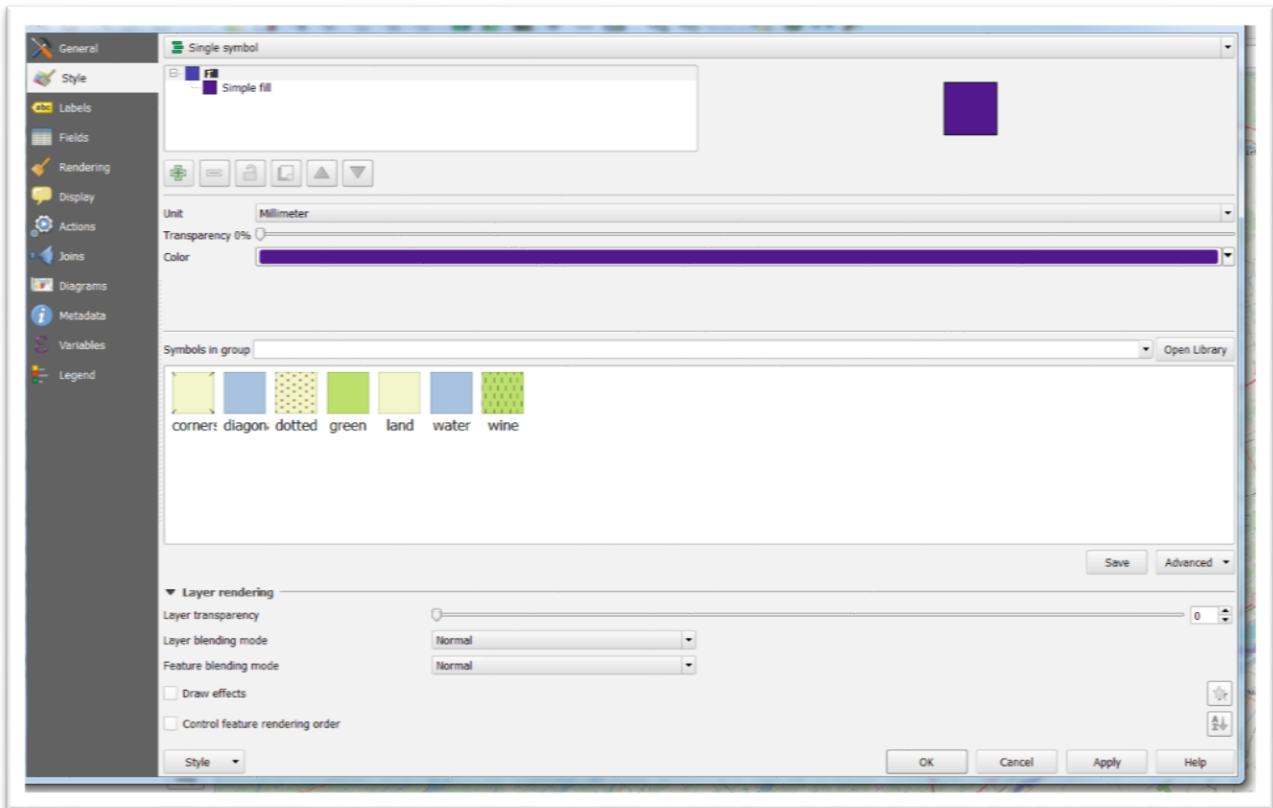 General
Style
Labels
Fields
Rendering
Display
Actions
Joins
Diagrams
Metadata
Variables
Legend
Single symbol
Fill
Simple fill
Unit Millimeter
Transparency 0%
Color
Symbols in group Open Library
corners diagon dotted green land water wine
Save Advanced
Layer rendering
Layer transparency 0
Layer blending mode Normal
Feature blending mode Normal
Draw effects
Control feature rendering order
Style OK Cancel Apply Help